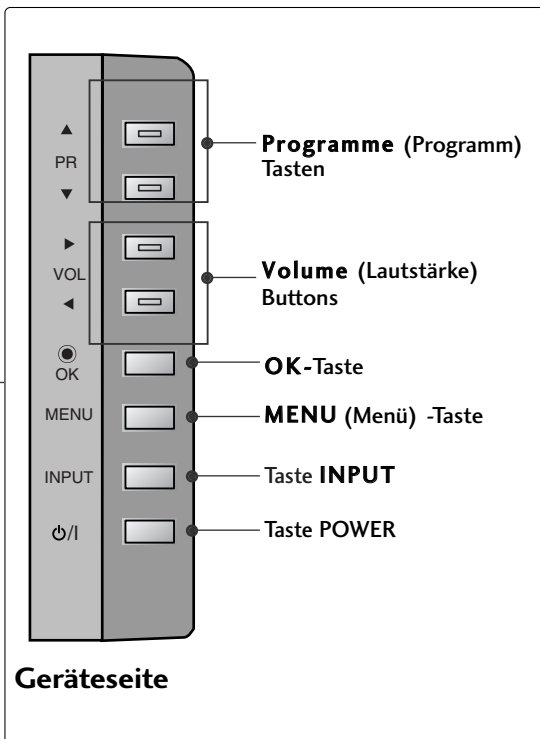 ▲
PR
▼
Programme (Programm)
Tasten
►
VOL
◄
Volume (Lautstärke)
Buttons
OK
OK-Taste
MENU
MENU (Menü) -Taste
INPUT
Taste INPUT
⏻/I
Taste POWER
Geräteseite